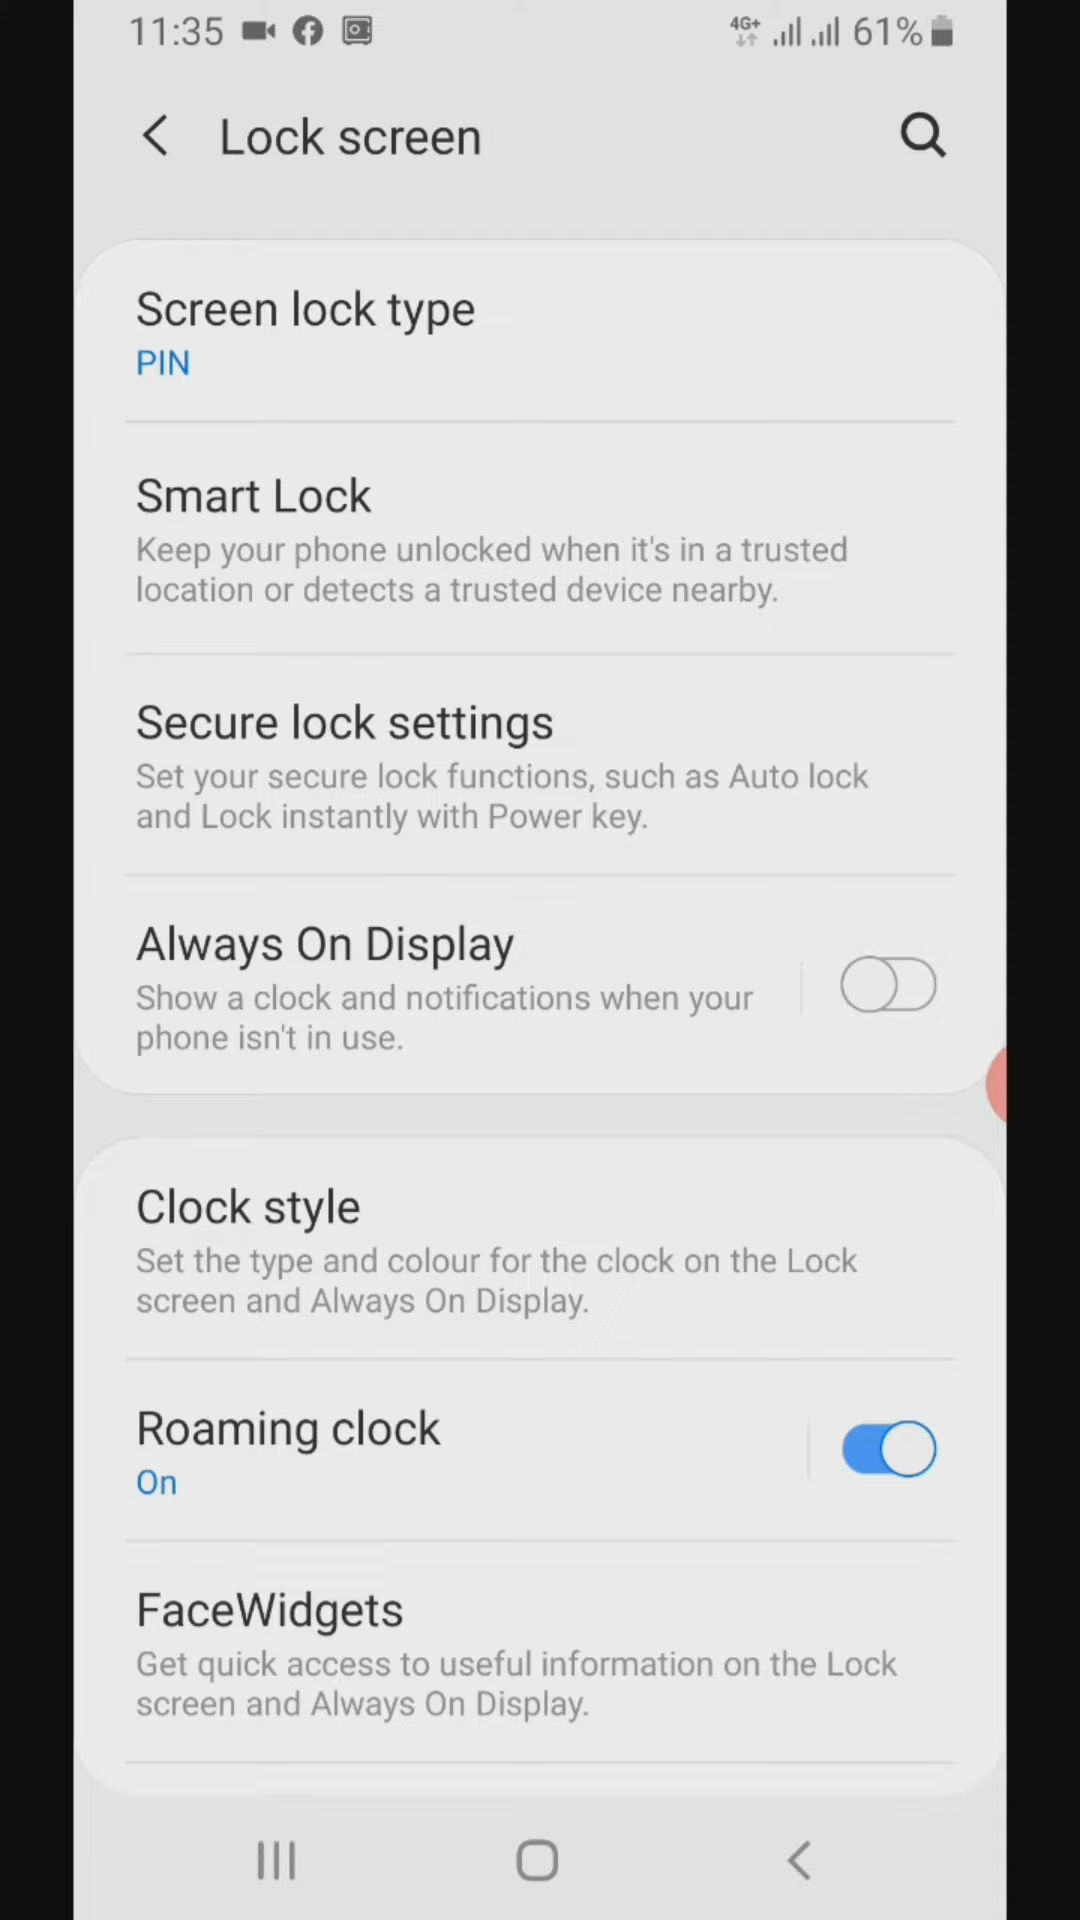 11:35 4G+ 61%
Lock screen
Screen lock type
PIN
Smart Lock
Keep your phone unlocked when it's in a trusted
location or detects a trusted device nearby.
Secure lock settings
Set your secure lock functions, such as Auto lock
and Lock instantly with Power key.
Always On Display
Show a clock and notifications when your
phone isn't in use.
Clock style
Set the type and colour for the clock on the Lock
screen and Always On Display.
Roaming clock
On
FaceWidgets
Get quick access to useful information on the Lock
screen and Always On Display.